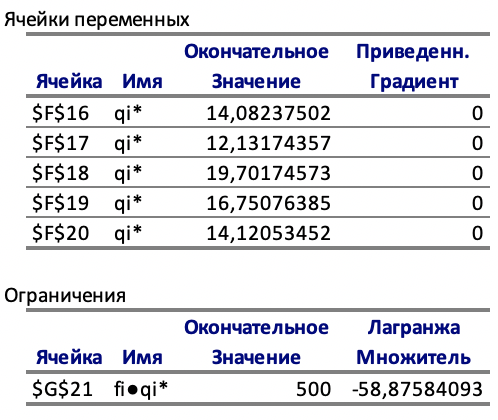 Ячейки переменных
Окончательное Приведенн.
Ячейка Имя Значение Градиент
$F$16 qi* 14,08237502 0
$F$17 qi* 12,13174357 0
$F$18 qi* 19,70174573 0
$F$19 qi* 16,75076385 0
$F$20 qi* 14,12053452 0
Ограничения
Окончательное Лагранжа
Ячейка Имя Значение Множитель
$G$21 fi●qi* 500 -58,87584093